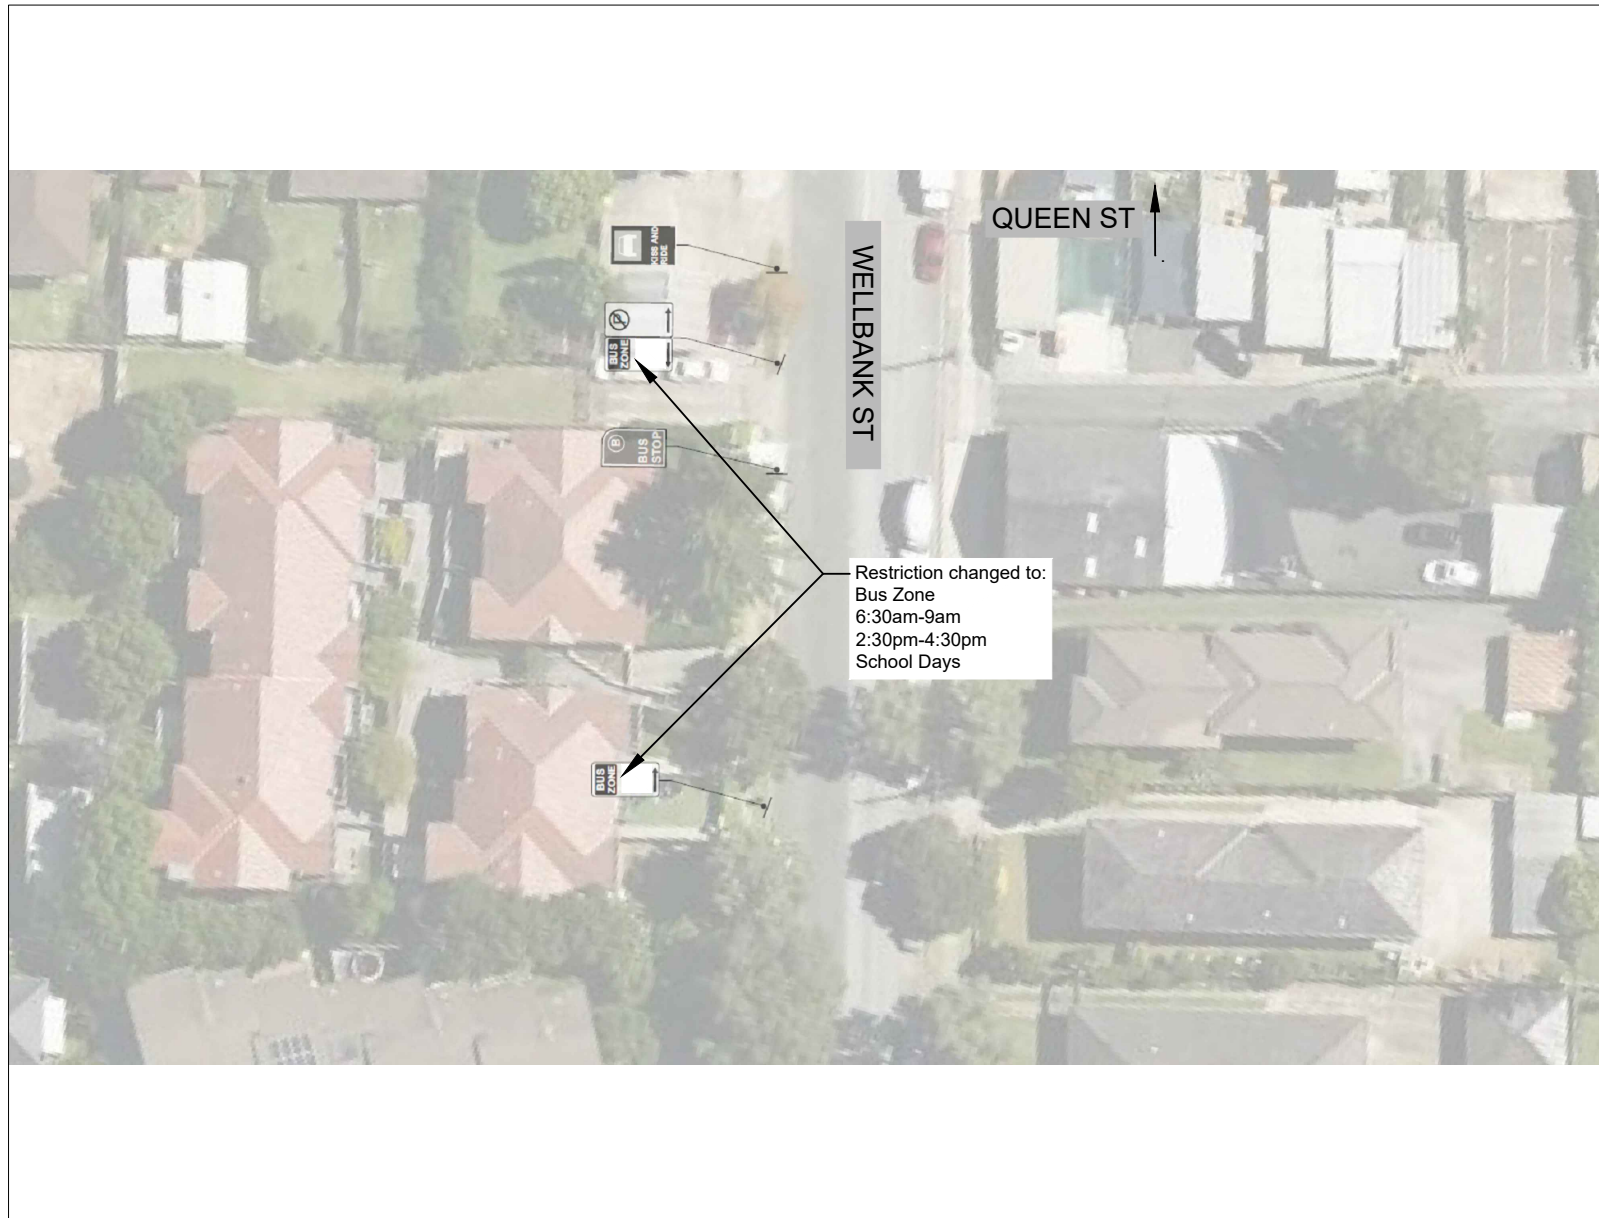 QUEEN ST
KISS AND
RIDE
WELLBANK ST
P
BUS
ZONE
B
BUS
STOP
Restriction changed to:
Bus Zone
6:30am-9am
2:30pm-4:30pm
School Days
BUS
ZONE